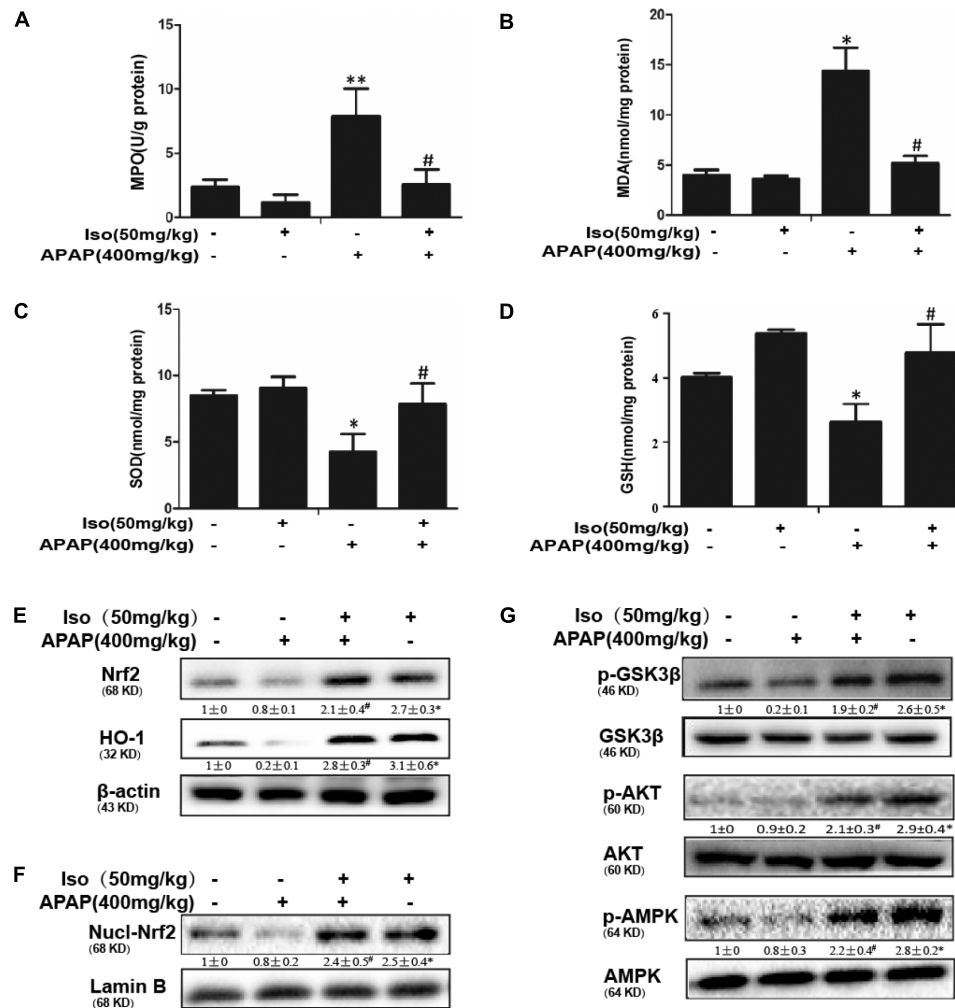 A
MPO(U/g protein)
15
10
5
0
**
#
Iso(50mg/kg) - + - +
APAP(400mg/kg) - - + +
B
MDA(nmol/mg protein)
20
15
10
5
0
*
#
Iso(50mg/kg) - + - +
APAP(400mg/kg) - - + +
C
SOD(nmol/mg protein)
15
10
5
0
*
#
Iso(50mg/kg) - + - +
APAP(400mg/kg) - - + +
D
GSH(nmol/mg protein)
6
4
2
0
*
#
Iso(50mg/kg) - + - +
APAP(400mg/kg) - - + +
E
Iso（50mg/kg) - - + +
APAP(400mg/kg) - + + -
Nrf2
(68 KD)
1±0 0.8±0.1 2.1±0.4# 2.7±0.3*
HO-1
(32 KD)
1±0 0.2±0.1 2.8±0.3# 3.1±0.6*
β-actin
(43 KD)
F
Iso（50mg/kg) - - + +
APAP(400mg/kg) - + + -
Nucl-Nrf2
(68 KD)
1±0 0.8±0.2 2.4±0.5# 2.5±0.4*
Lamin B
(68 KD)
G
Iso（50mg/kg) - - + +
APAP(400mg/kg) - + + -
p-GSK3β
(46 KD)
1±0 0.2±0.1 1.9±0.2# 2.6±0.5*
GSK3β
(46 KD)
p-AKT
(60 KD)
1±0 0.9±0.2 2.1±0.3# 2.9±0.4*
AKT
(60 KD)
p-AMPK
(64 KD)
1±0 0.8±0.3 2.2±0.4# 2.8±0.2*
AMPK
(64 KD)